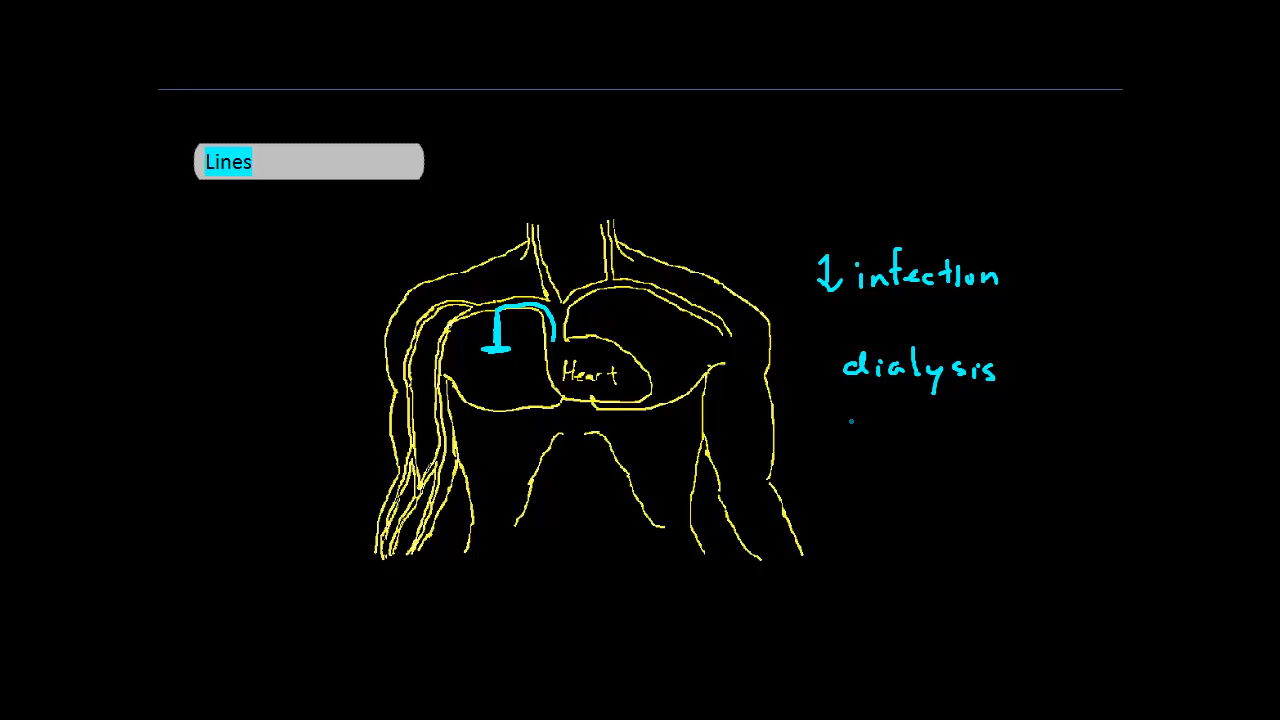 Lines
↓ infection
Heart
dialysis